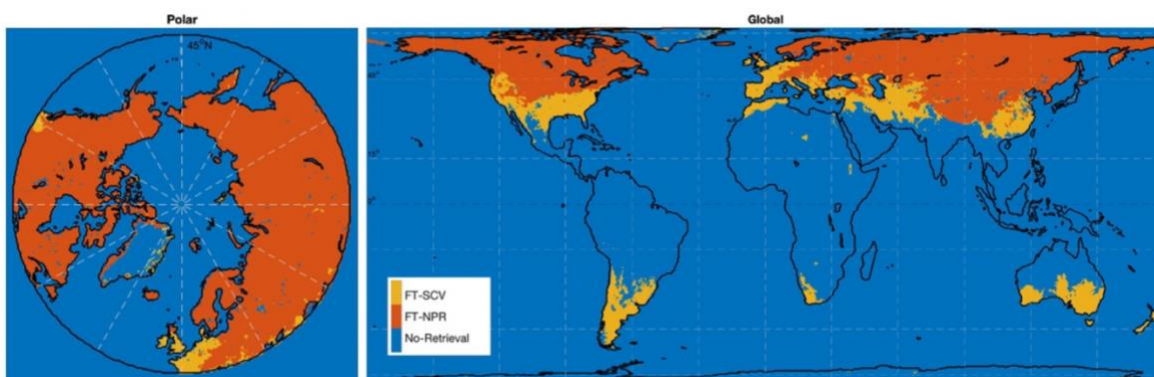 Polar
Global
45°N
FT-SCV
FT-NPR
No-Retrieval